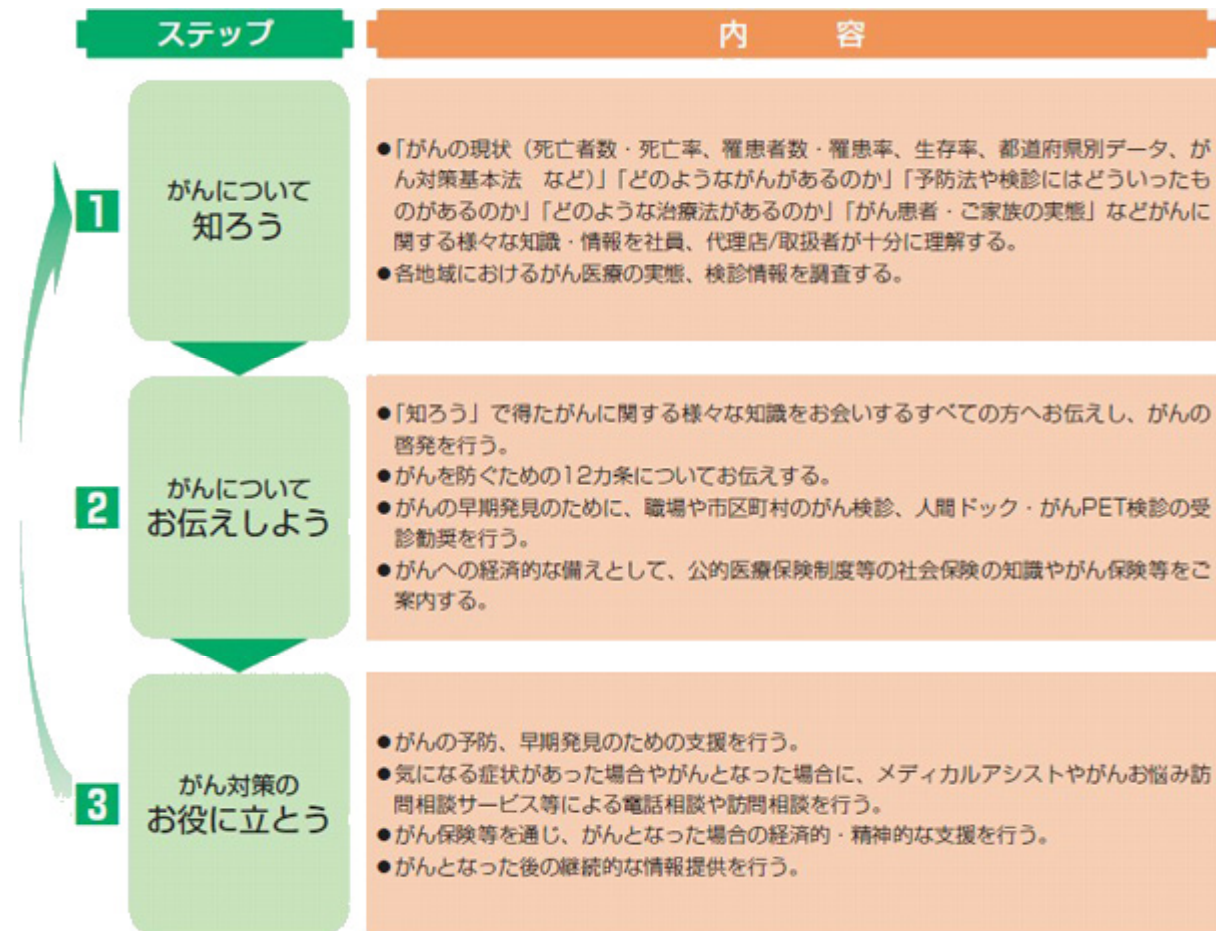 ステップ
内　容
1
がんについて
知ろう
●「がんの現状（死亡者数・死亡率、罹患者数・罹患率、生存率、都道府県別データ、が
ん対策基本法　など）」「どのようながんがあるのか」「予防法や検診にはどういったも
のがあるのか」「どのような治療法があるのか」「がん患者・ご家族の実態」などがんに
関する様々な知識・情報を社員、代理店/取扱者が十分に理解する。
●各地域におけるがん医療の実態、検診情報を調査する。
2
がんについて
お伝えしよう
●「知ろう」で得たがんに関する様々な知識をお会いするすべての方へお伝えし、がんの
啓発を行う。
●がんを防ぐための12カ条についてお伝えする。
●がんの早期発見のために、職場や市区町村のがん検診、人間ドック・がんPET検診の受
診勧奨を行う。
●がんへの経済的な備えとして、公的医療保険制度等の社会保険の知識やがん保険等をご
案内する。
3
がん対策の
お役に立とう
●がんの予防、早期発見のための支援を行う。
●気になる症状があった場合やがんとなった場合に、メディカルアシストやがんお悩み訪
問相談サービス等による電話相談や訪問相談を行う。
●がん保険等を通じ、がんとなった場合の経済的・精神的な支援を行う。
●がんとなった後の継続的な情報提供を行う。